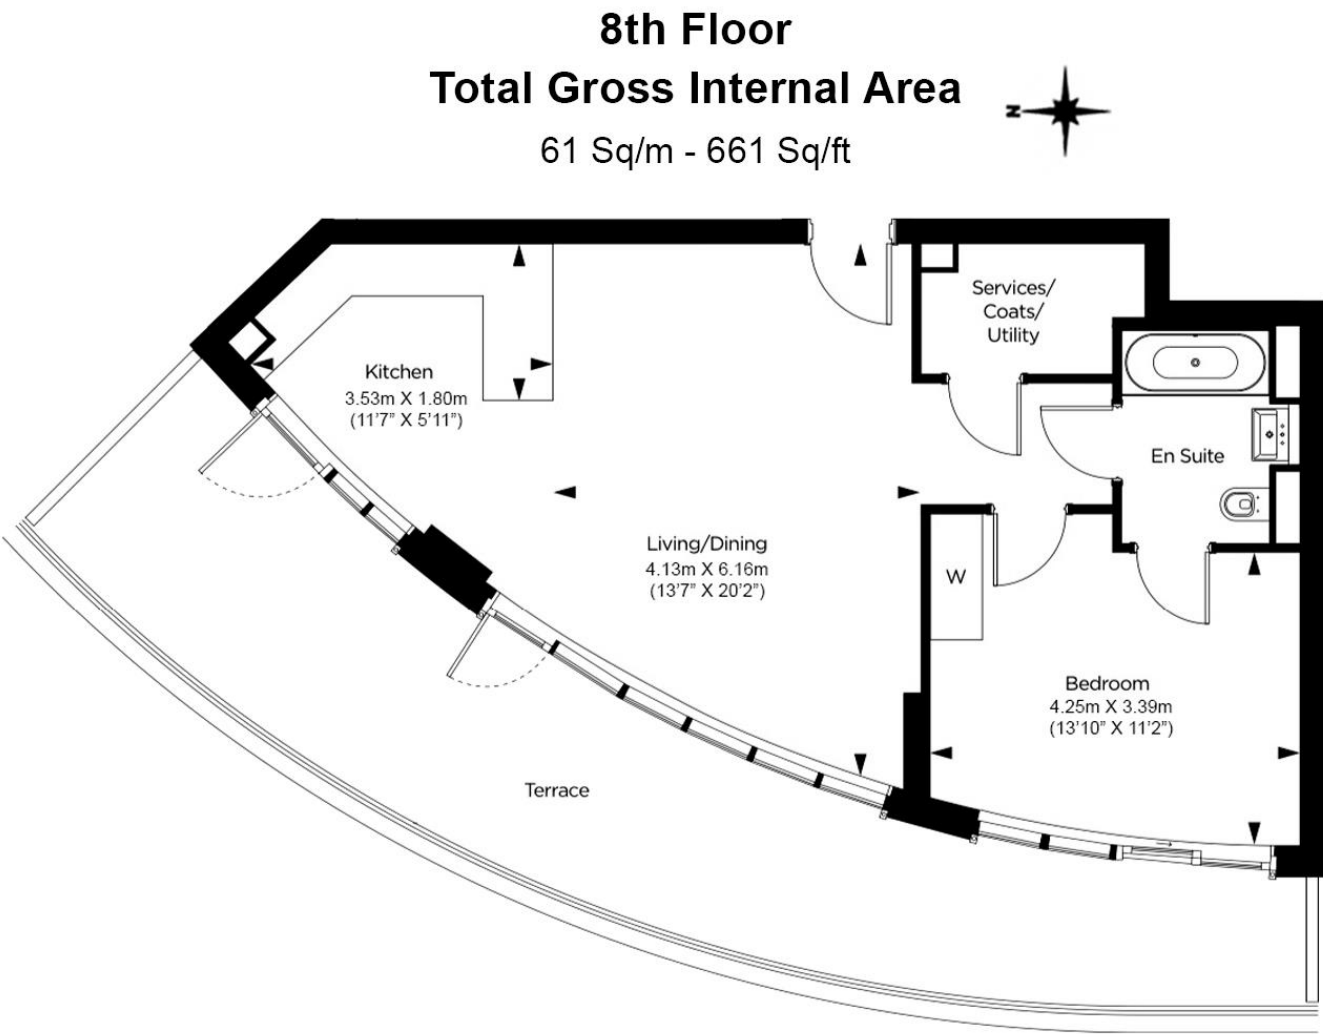 8th Floor
Total Gross Internal Area
61 Sq/m - 661 Sq/ft
N
Services/
Coats/
Utility
Kitchen
3.53m X 1.80m
(11'7” X 5'11”)
En Suite
Living/Dining
4.13m X 6.16m
(13'7” X 20'2”)
W
Bedroom
4.25m X 3.39m
(13'10” X 11'2”)
Terrace